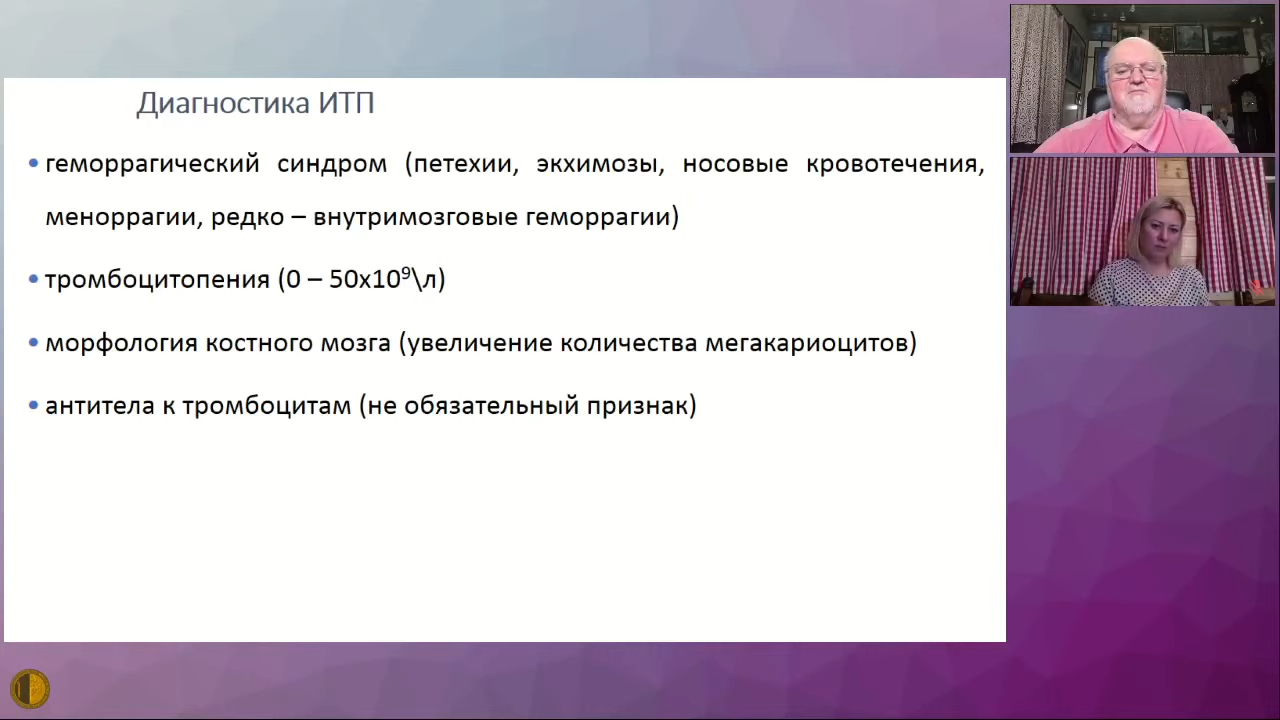 Диагностика ИТП
• геморрагический синдром (петехии, экхимозы, носовые кровотечения,
меноррагии, редко – внутримозговые геморрагии)
• тромбоцитопения (0 – 50х10⁹\л)
• морфология костного мозга (увеличение количества мегакариоцитов)
• антитела к тромбоцитам (не обязательный признак)